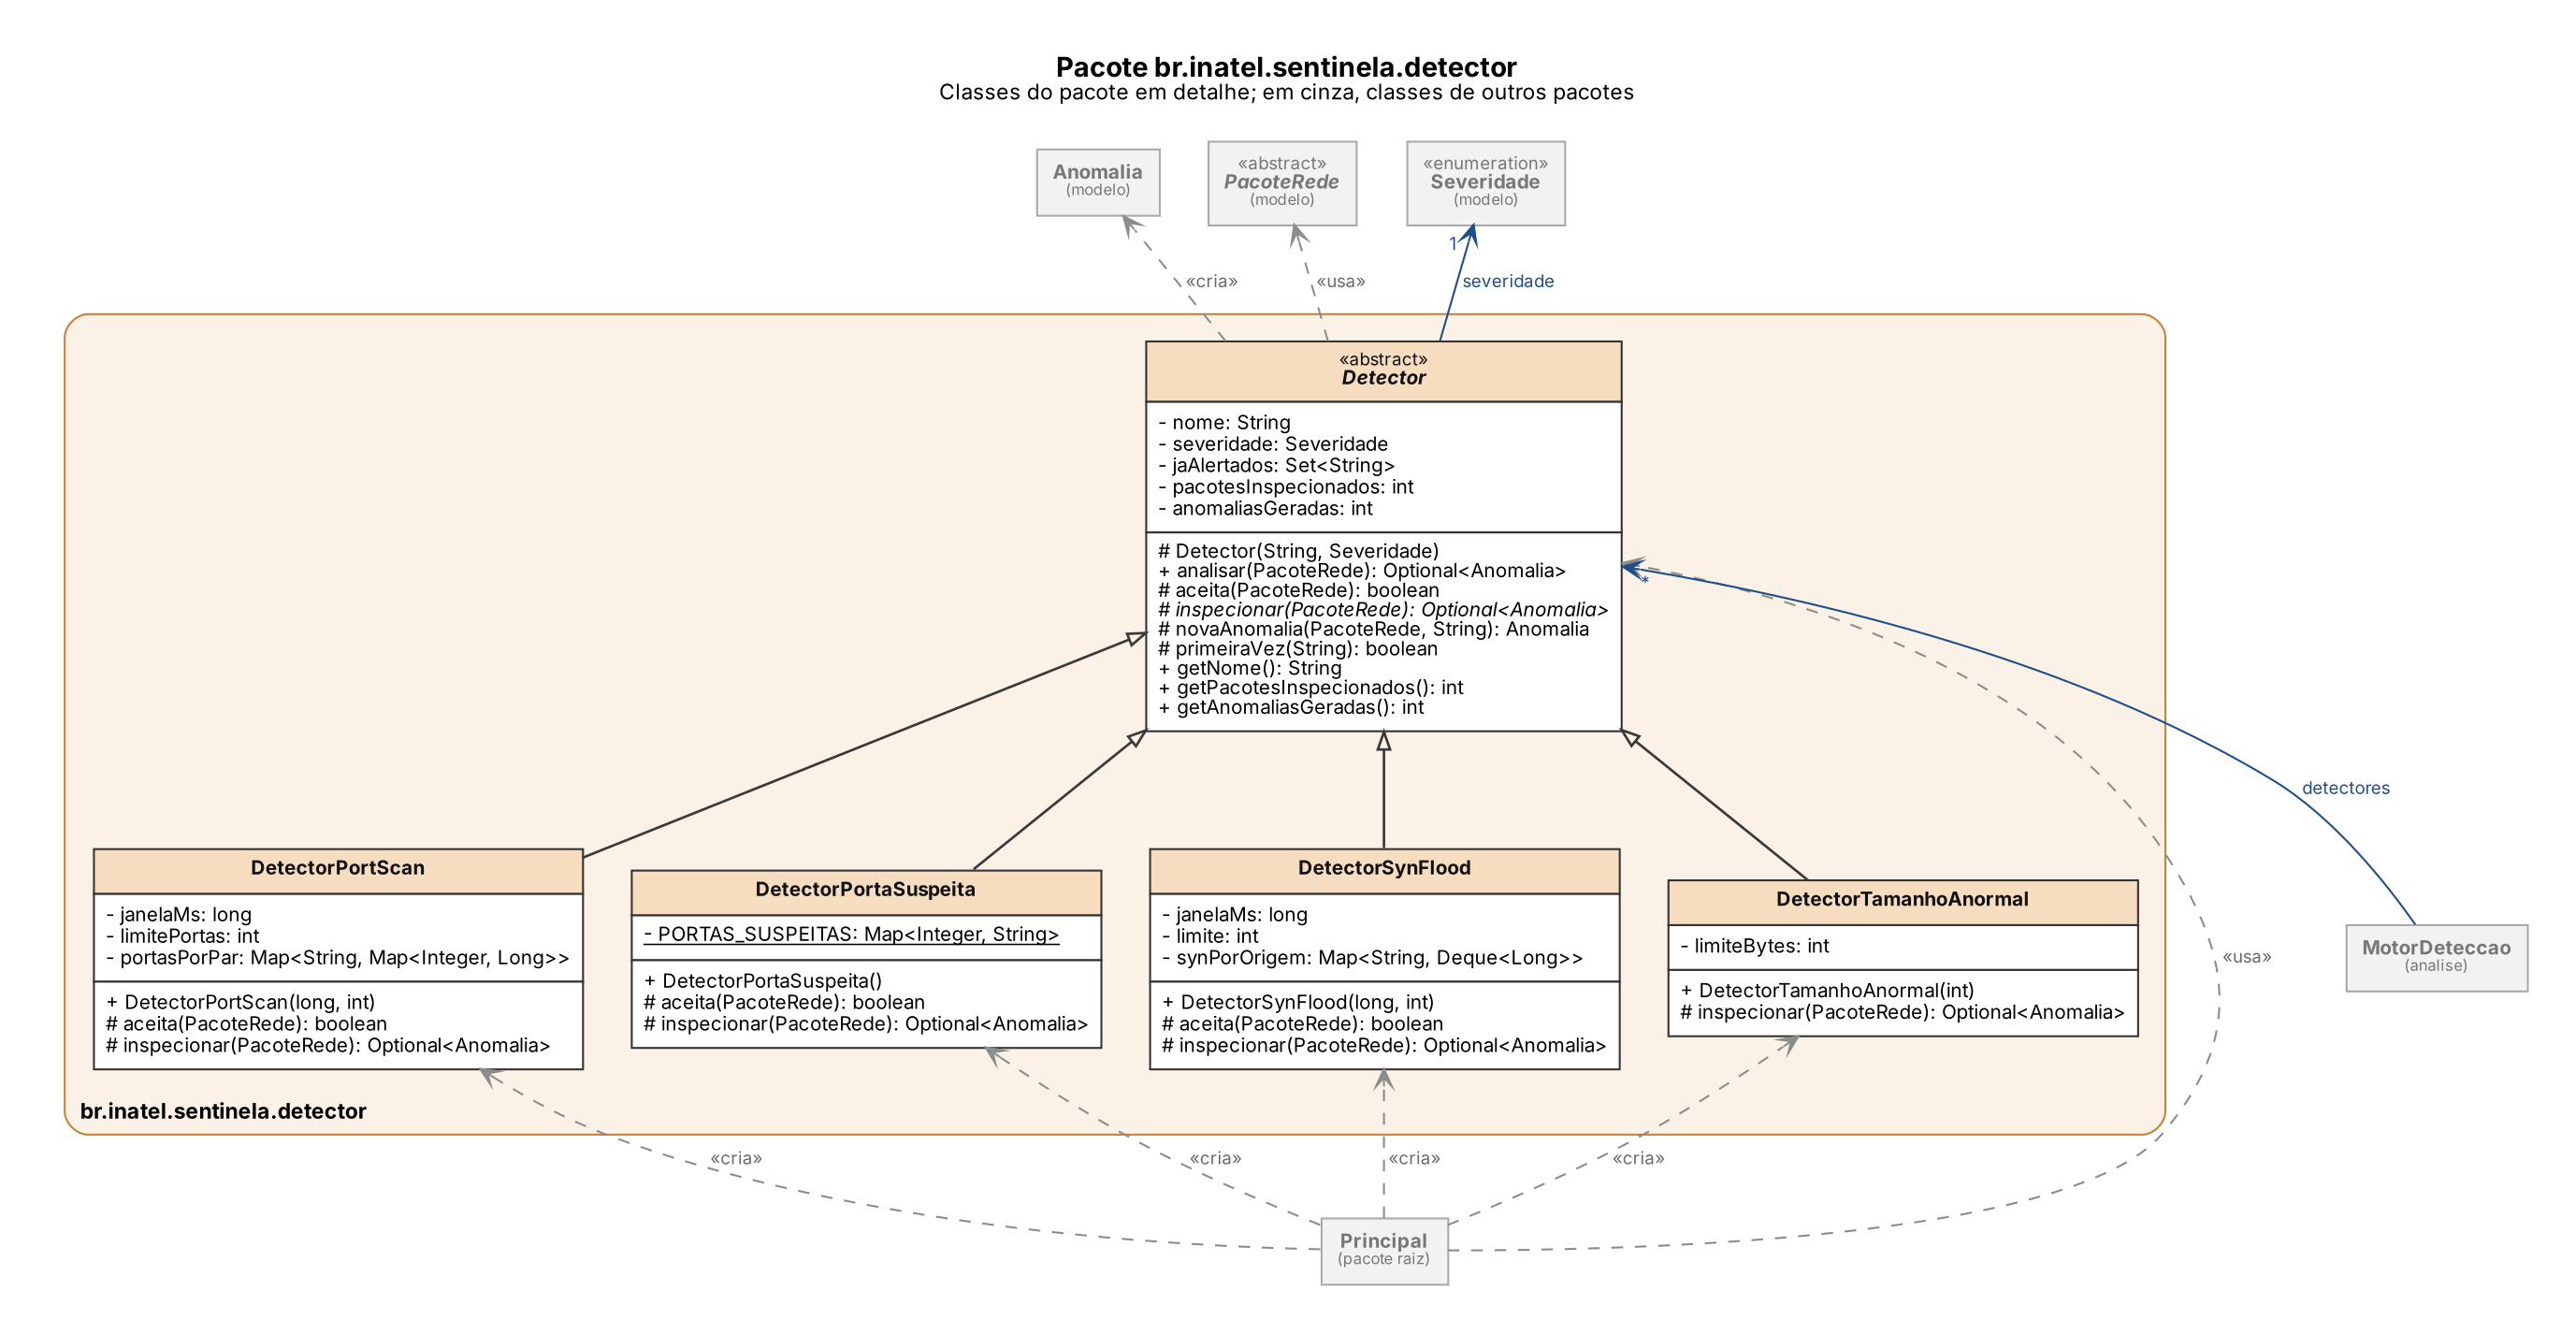 Pacote br.inatel.sentinela.detector
Classes do pacote em detalhe; em cinza, classes de outros pacotes
Anomalia
(modelo)
«abstract»
PacoteRede
(modelo)
«enumeration»
Severidade
(modelo)
1
«cria»
«usa»
severidade
«abstract»
Detector
- nome: String
- severidade: Severidade
- jaAlertados: Set<String>
- pacotesInspecionados: int
- anomaliasGeradas: int
# Detector(String, Severidade)
+ analisar(PacoteRede): Optional<Anomalia>
# aceita(PacoteRede): boolean
# inspecionar(PacoteRede): Optional<Anomalia>
# novaAnomalia(PacoteRede, String): Anomalia
# primeiraVez(String): boolean
+ getNome(): String
+ getPacotesInspecionados(): int
+ getAnomaliasGeradas(): int
*
detectores
DetectorPortScan
- janelaMs: long
- limitePortas: int
- portasPorPar: Map<String, Map<Integer, Long>>
+ DetectorPortScan(long, int)
# aceita(PacoteRede): boolean
# inspecionar(PacoteRede): Optional<Anomalia>
DetectorPortaSuspeita
- PORTAS_SUSPEITAS: Map<Integer, String>
+ DetectorPortaSuspeita()
# aceita(PacoteRede): boolean
# inspecionar(PacoteRede): Optional<Anomalia>
DetectorSynFlood
- janelaMs: long
- limite: int
- synPorOrigem: Map<String, Deque<Long>>
+ DetectorSynFlood(long, int)
# aceita(PacoteRede): boolean
# inspecionar(PacoteRede): Optional<Anomalia>
DetectorTamanhoAnormal
- limiteBytes: int
+ DetectorTamanhoAnormal(int)
# inspecionar(PacoteRede): Optional<Anomalia>
«usa»
MotorDeteccao
(analise)
br.inatel.sentinela.detector
«cria»
«cria»
«cria»
«cria»
Principal
(pacote raiz)